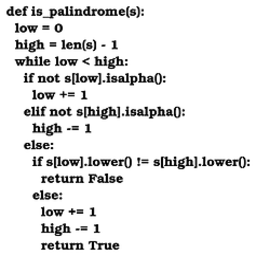 def is_palindrome(s):
  low = 0
  high = len(s) - 1
  while low < high:
    if not s[low].isalpha():
      low += 1
    elif not s[high].isalpha():
      high -= 1
    else:
      if s[low].lower() != s[high].lower():
        return False
      else:
        low += 1
        high -= 1
        return True